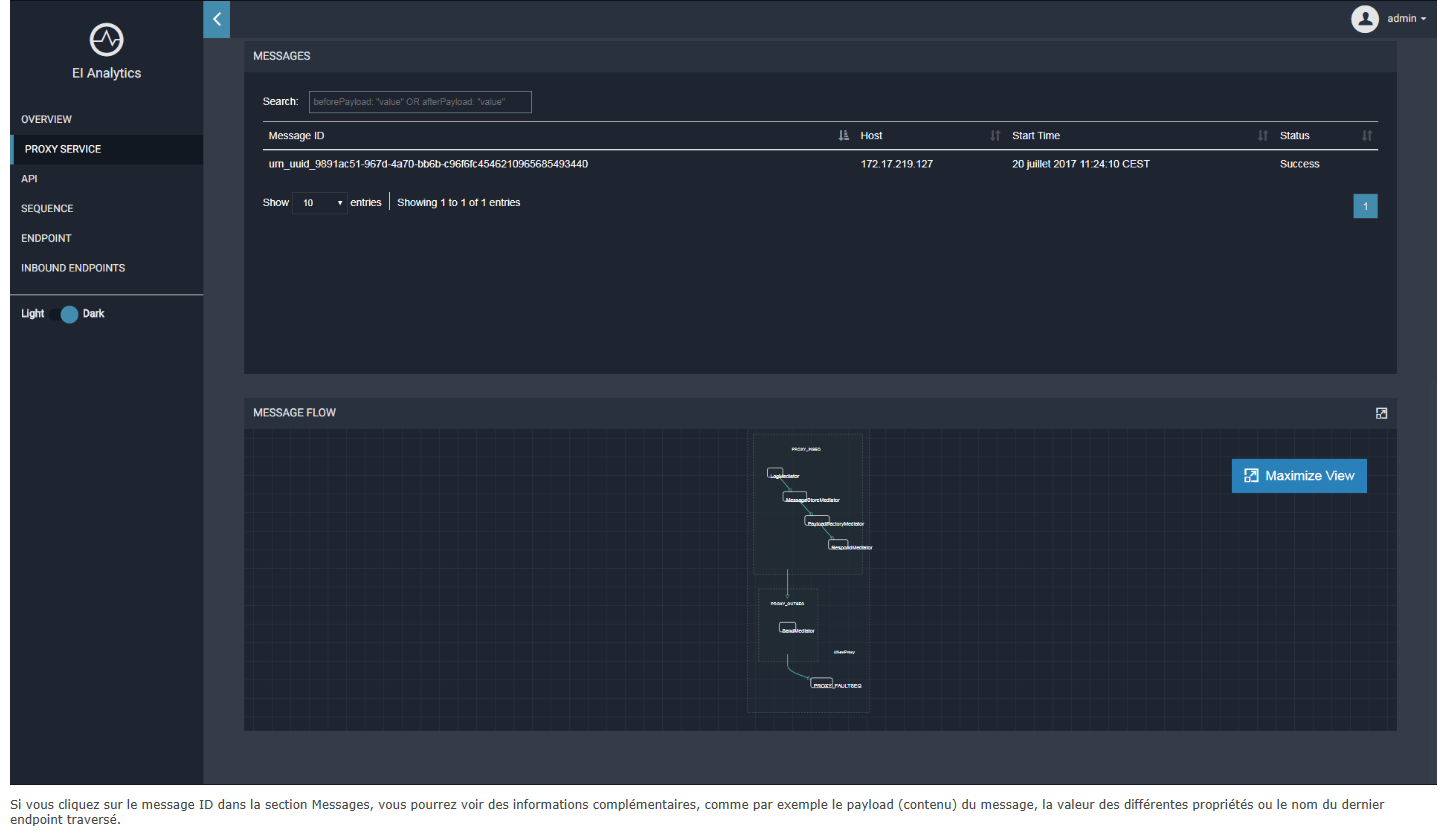 admin
EI Analytics
OVERVIEW
PROXY SERVICE
API
SEQUENCE
ENDPOINT
INBOUND ENDPOINTS
Light Dark
MESSAGES
Search: beforePayload: "value" OR afterPayload: "value"
Message ID Host Start Time Status
urn_uuid_9891ac51-967d-4a70-bb6b-c96f6fc4546210965685493440 172.17.219.127 20 juillet 2017 11:24:10 CEST Success
Show 10 entries Showing 1 to 1 of 1 entries
1
MESSAGE FLOW
Maximize View
PROXY_INSEQ
LogMediator
MessageStoreMediator
PayloadFactoryMediator
RespondMediator
PROXY_OUTSEQ
SendMediator
PROXY_FAULTSEQ
Si vous cliquez sur le message ID dans la section Messages, vous pourrez voir des informations complémentaires, comme par exemple le payload (contenu) du message, la valeur des différentes propriétés ou le nom du dernier
endpoint traversé.